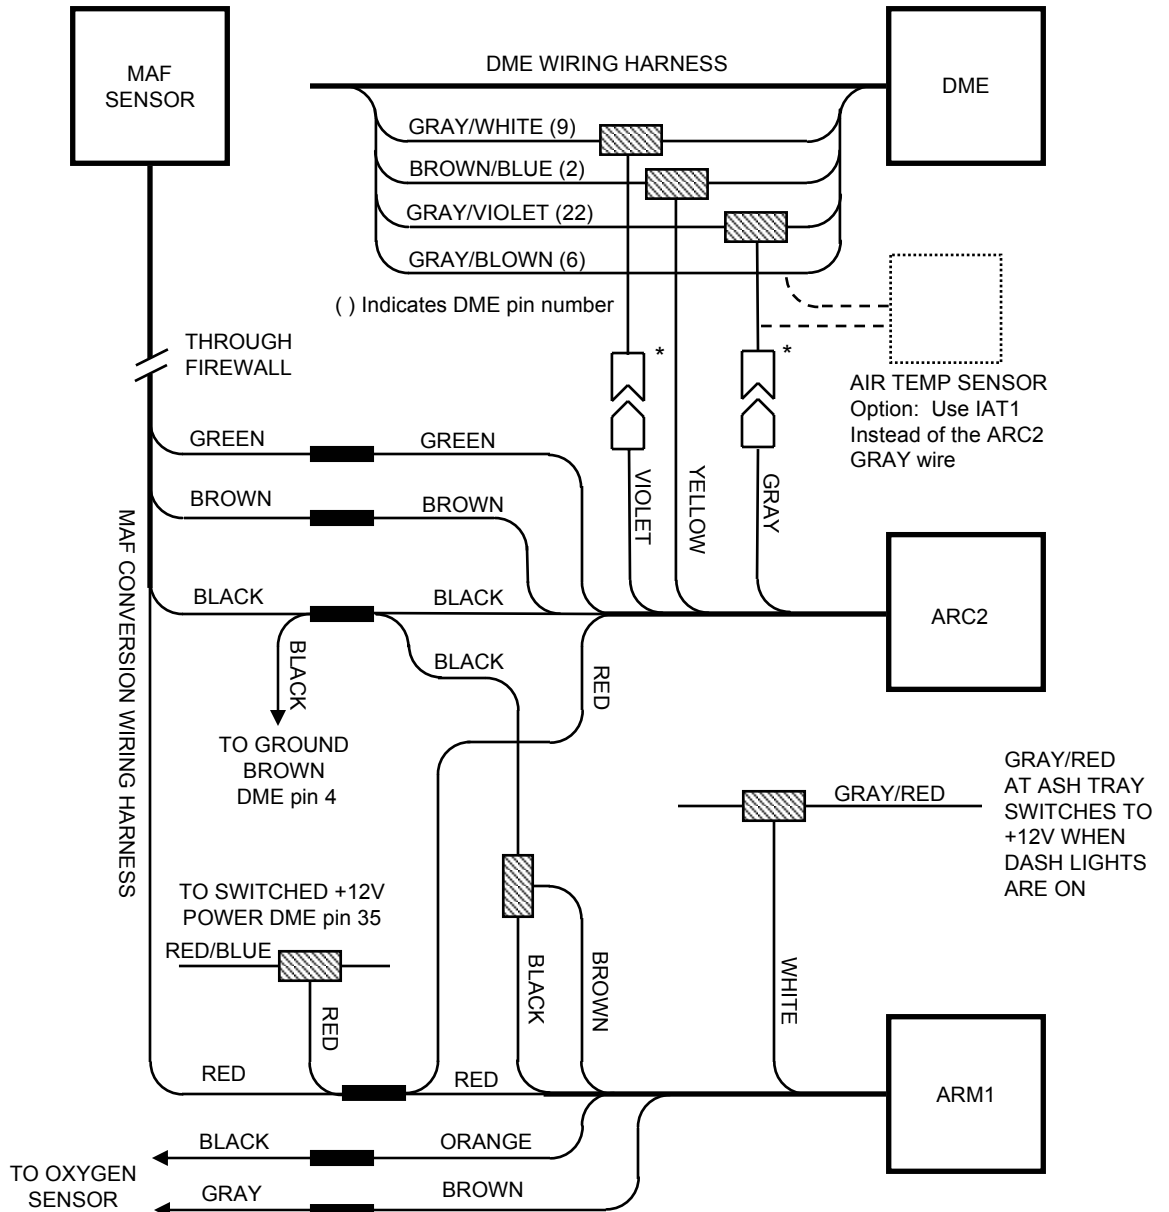 MAF
SENSOR
DME WIRING HARNESS
DME
GRAY/WHITE (9)
BROWN/BLUE (2)
GRAY/VIOLET (22)
GRAY/BLOWN (6)
( ) Indicates DME pin number
THROUGH
FIREWALL
*
*
AIR TEMP SENSOR
Option: Use IAT1
Instead of the ARC2
GRAY wire
GREEN
GREEN
VIOLET
YELLOW
GRAY
BROWN
BROWN
MAF CONVERSION WIRING HARNESS
BLACK
BLACK
ARC2
BLACK
BLACK
RED
TO GROUND
BROWN
DME pin 4
GRAY/RED
GRAY/RED
AT ASH TRAY
SWITCHES TO
+12V WHEN
DASH LIGHTS
ARE ON
TO SWITCHED +12V
POWER DME pin 35
RED/BLUE
RED
BLACK
BROWN
WHITE
RED
RED
ARM1
BLACK
ORANGE
TO OXYGEN
SENSOR
GRAY
BROWN